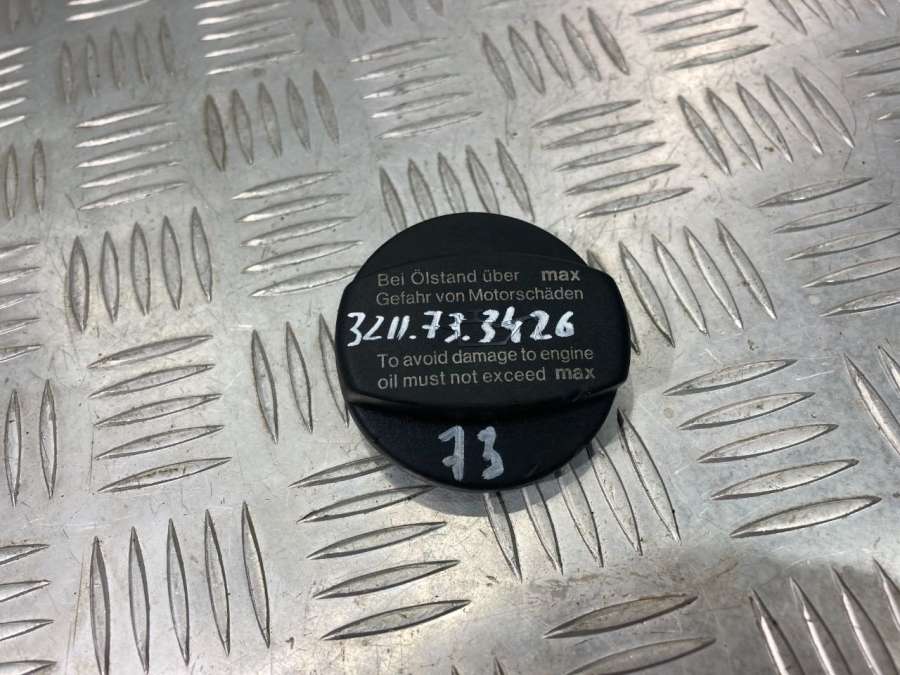 Bei Ölstand über max
Gefahr von Motorschäden
3211.73.3426
To avoid damage to engine
oil must not exceed max
73